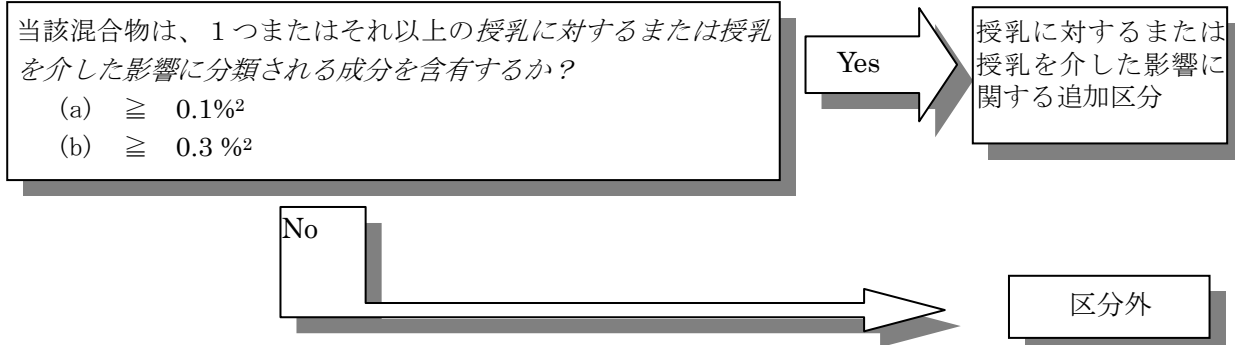 当該混合物は、１つまたはそれ以上の授乳に対するまたは授乳
を介した影響に分類される成分を含有するか？
(a) ≧ 0.1%²
(b) ≧ 0.3 %²
Yes
授乳に対するまたは
授乳を介した影響に
関する追加区分
No
区分外